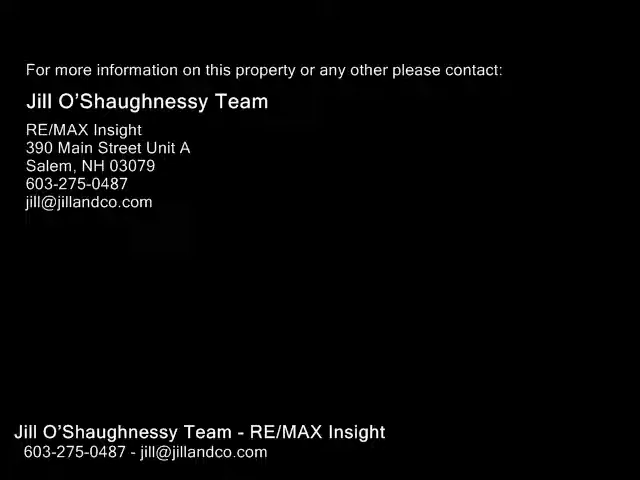 For more information on this property or any other please contact:
Jill O’Shaughnessy Team
RE/MAX Insight
390 Main Street Unit A
Salem, NH 03079
603-275-0487
jill@jillandco.com
Jill O’Shaughnessy Team - RE/MAX Insight
603-275-0487 - jill@jillandco.com